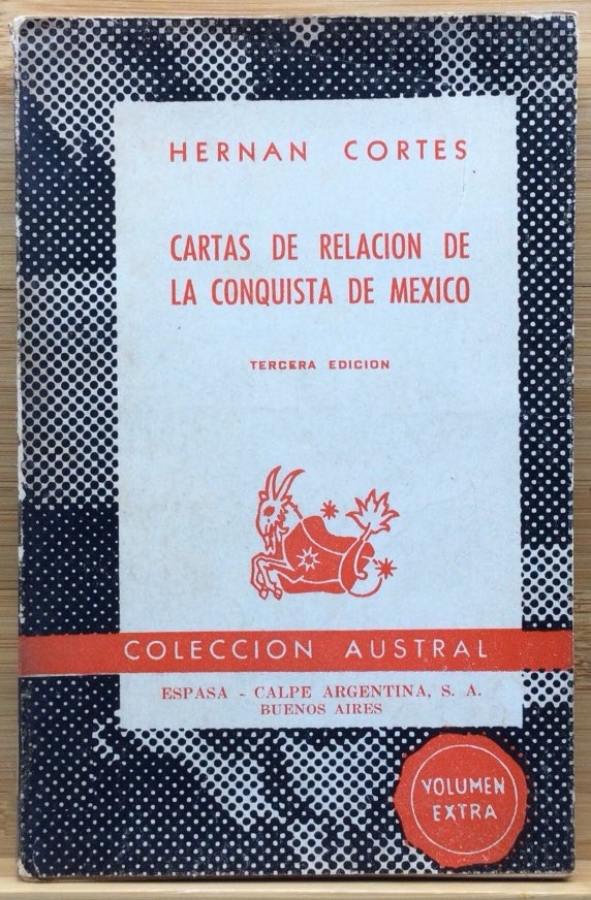 HERNAN CORTES
CARTAS DE RELACION DE
LA CONQUISTA DE MEXICO
TERCERA EDICION
COLECCION AUSTRAL
ESPASA - CALPE ARGENTINA, S. A.
BUENOS AIRES
VOLUMEN
EXTRA